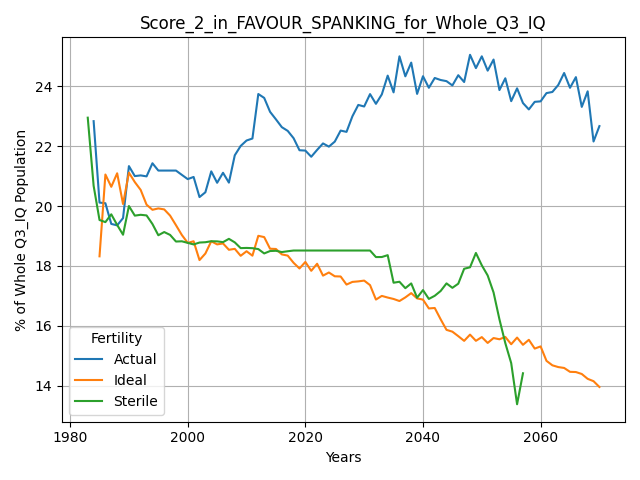 Score_2_in_FAVOUR_SPANKING_for_Whole_Q3_IQ
% of Whole Q3_IQ Population
24
22
20
18
16
14
Fertility
Actual
Ideal
Sterile
1980 2000 2020 2040 2060
Years